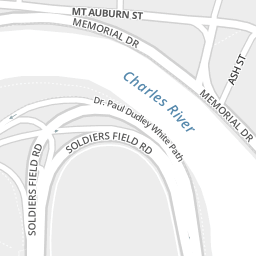 MT AUBURN ST
MEMORIAL DR
ASH ST
Charles River
MEMORIAL DR
Dr. Paul Dudley White Path
SOLDIERS FIELD RD
SOLDIERS FIELD RD